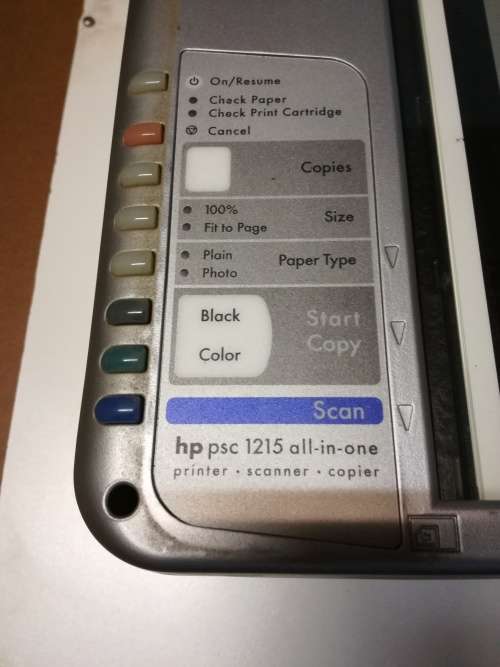 On/Resume
Check Paper
Check Print Cartridge
Cancel
Copies
100%
Fit to Page
Size
Plain
Photo
Paper Type
Black
Color
Start
Copy
Scan
hp psc 1215 all-in-one
printer · scanner · copier